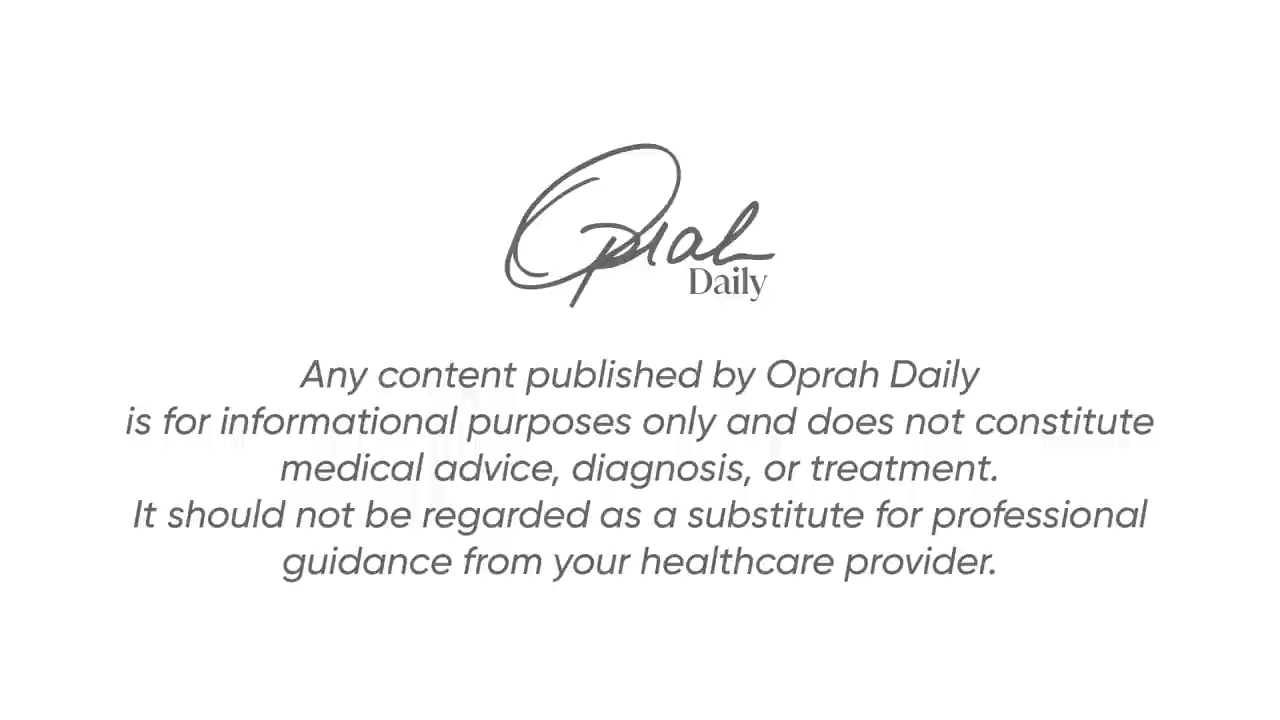 Oprah
Daily
Any content published by Oprah Daily
is for informational purposes only and does not constitute
medical advice, diagnosis, or treatment.
It should not be regarded as a substitute for professional
guidance from your healthcare provider.